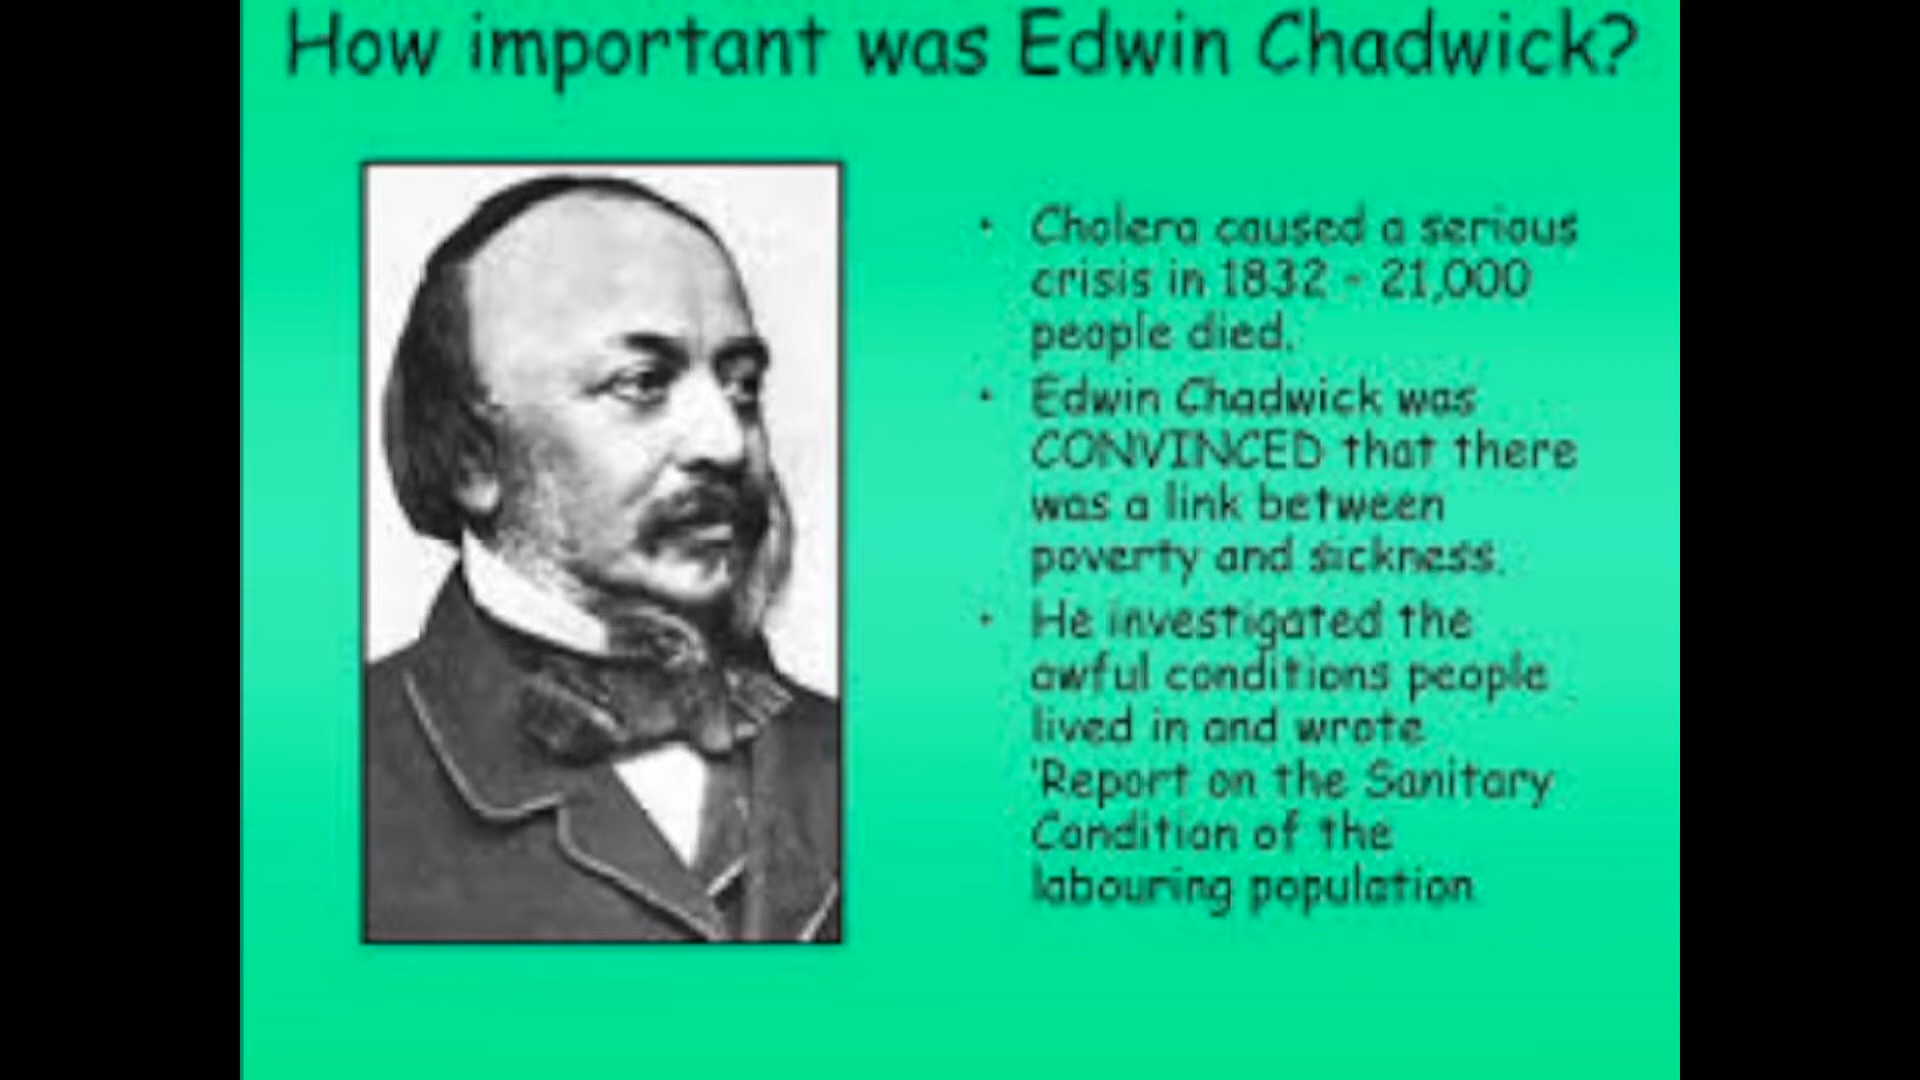 How important was Edwin Chadwick?
• Cholera caused a serious
crisis in 1832 - 21,000
people died.
• Edwin Chadwick was
CONVINCED that there
was a link between
poverty and sickness.
• He investigated the
awful conditions people
lived in and wrote
'Report on the Sanitary
Condition of the
labouring population